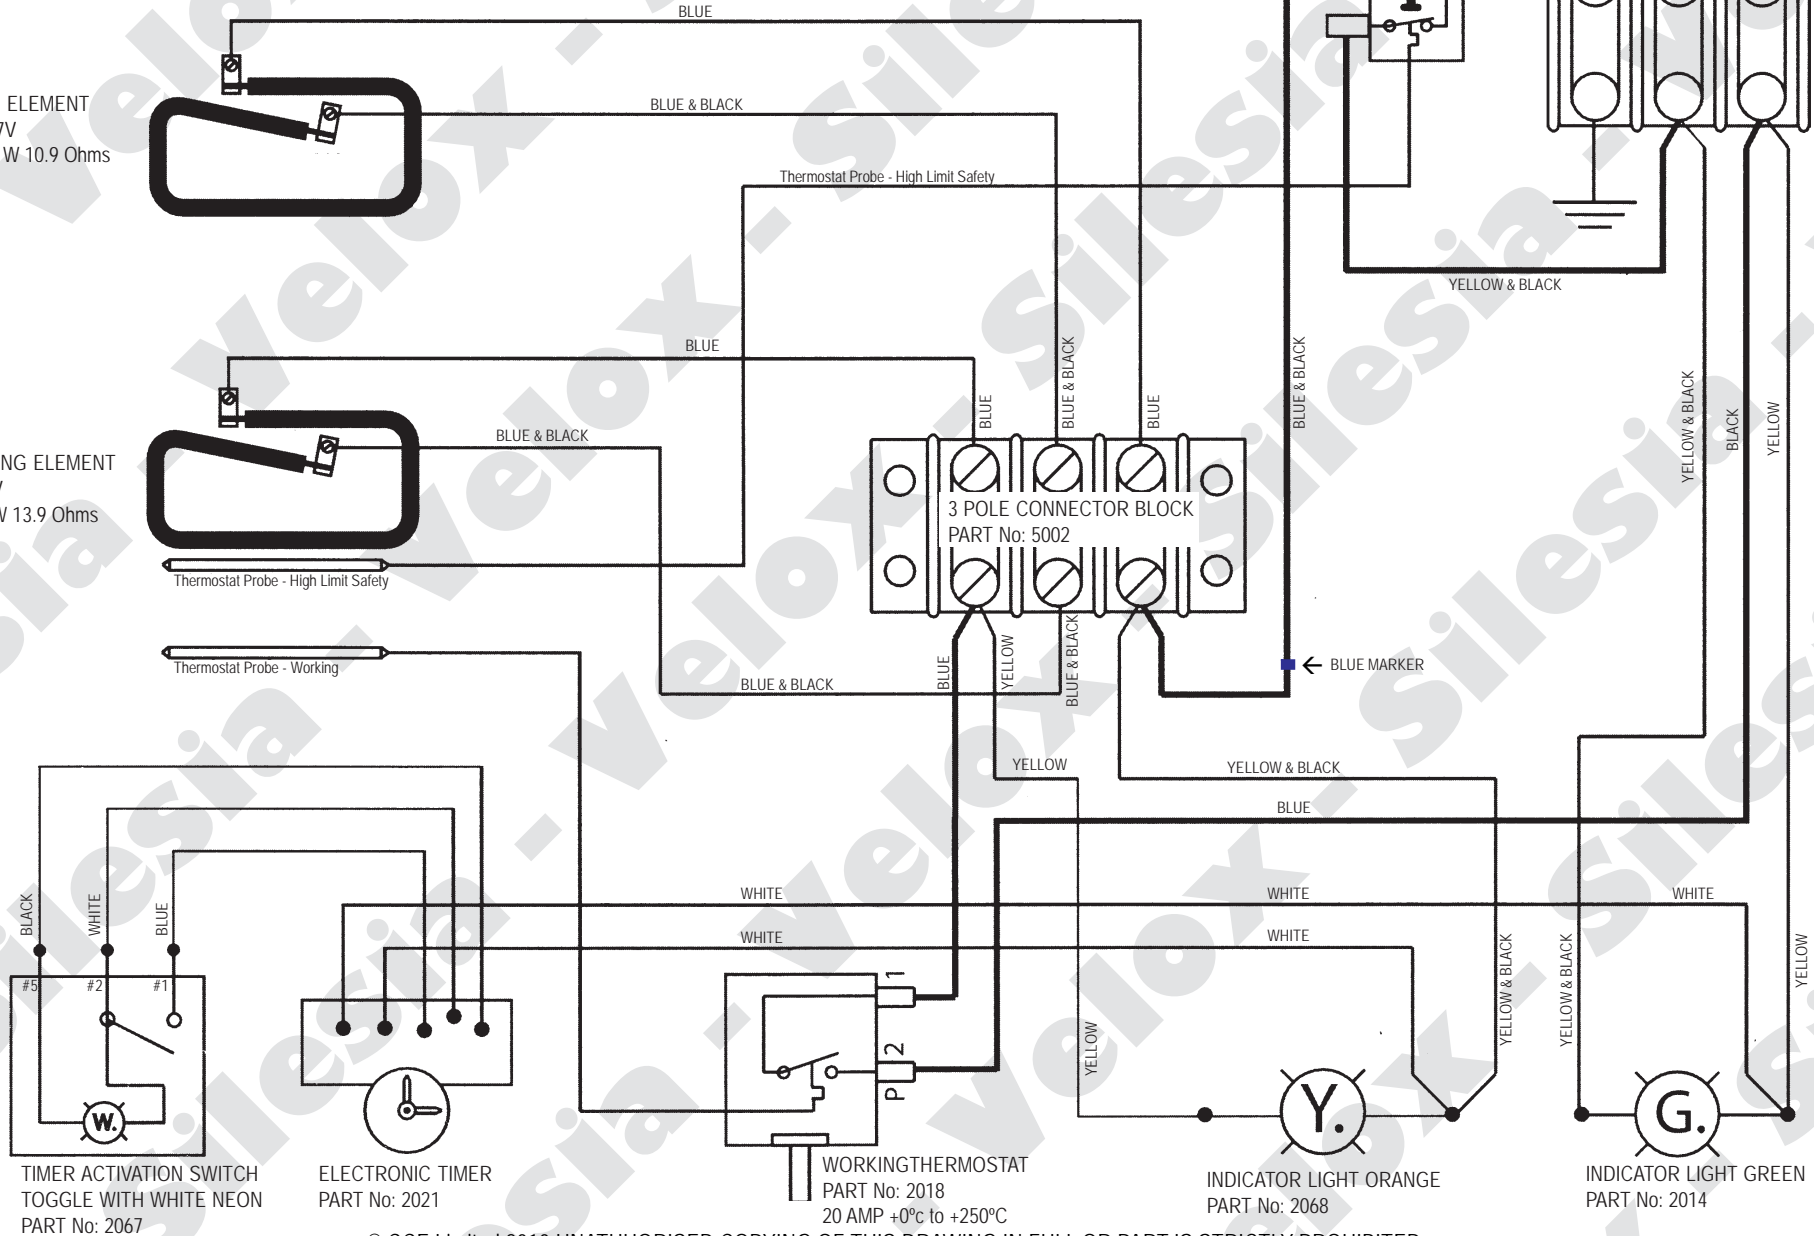 BLUE
ELEMENT
7V
W 10.9 Ohms
BLUE & BLACK
Thermostat Probe - High Limit Safety
YELLOW & BLACK
BLUE
BLUE
BLUE & BLACK
BLUE
BLUE & BLACK
YELLOW & BLACK
BLACK
YELLOW
BLUE & BLACK
NG ELEMENT
V
W 13.9 Ohms
3 POLE CONNECTOR BLOCK
PART No: 5002
Thermostat Probe - High Limit Safety
Thermostat Probe - Working
BLUE & BLACK
BLUE
YELLOW
BLUE & BLACK
BLUE MARKER
YELLOW
YELLOW & BLACK
BLUE
WHITE
WHITE
WHITE
WHITE
WHITE
BLACK
WHITE
BLUE
#5
#2
#1
1
2
P
YELLOW
YELLOW & BLACK
YELLOW & BLACK
YELLOW
W.
Y.
G.
TIMER ACTIVATION SWITCH
TOGGLE WITH WHITE NEON
PART No: 2067
ELECTRONIC TIMER
PART No: 2021
WORKINGTHERMOSTAT
PART No: 2018
20 AMP +0ºc to +250ºC
INDICATOR LIGHT ORANGE
PART No: 2068
INDICATOR LIGHT GREEN
PART No: 2014
Velox - Silesia - Velox - Silesia